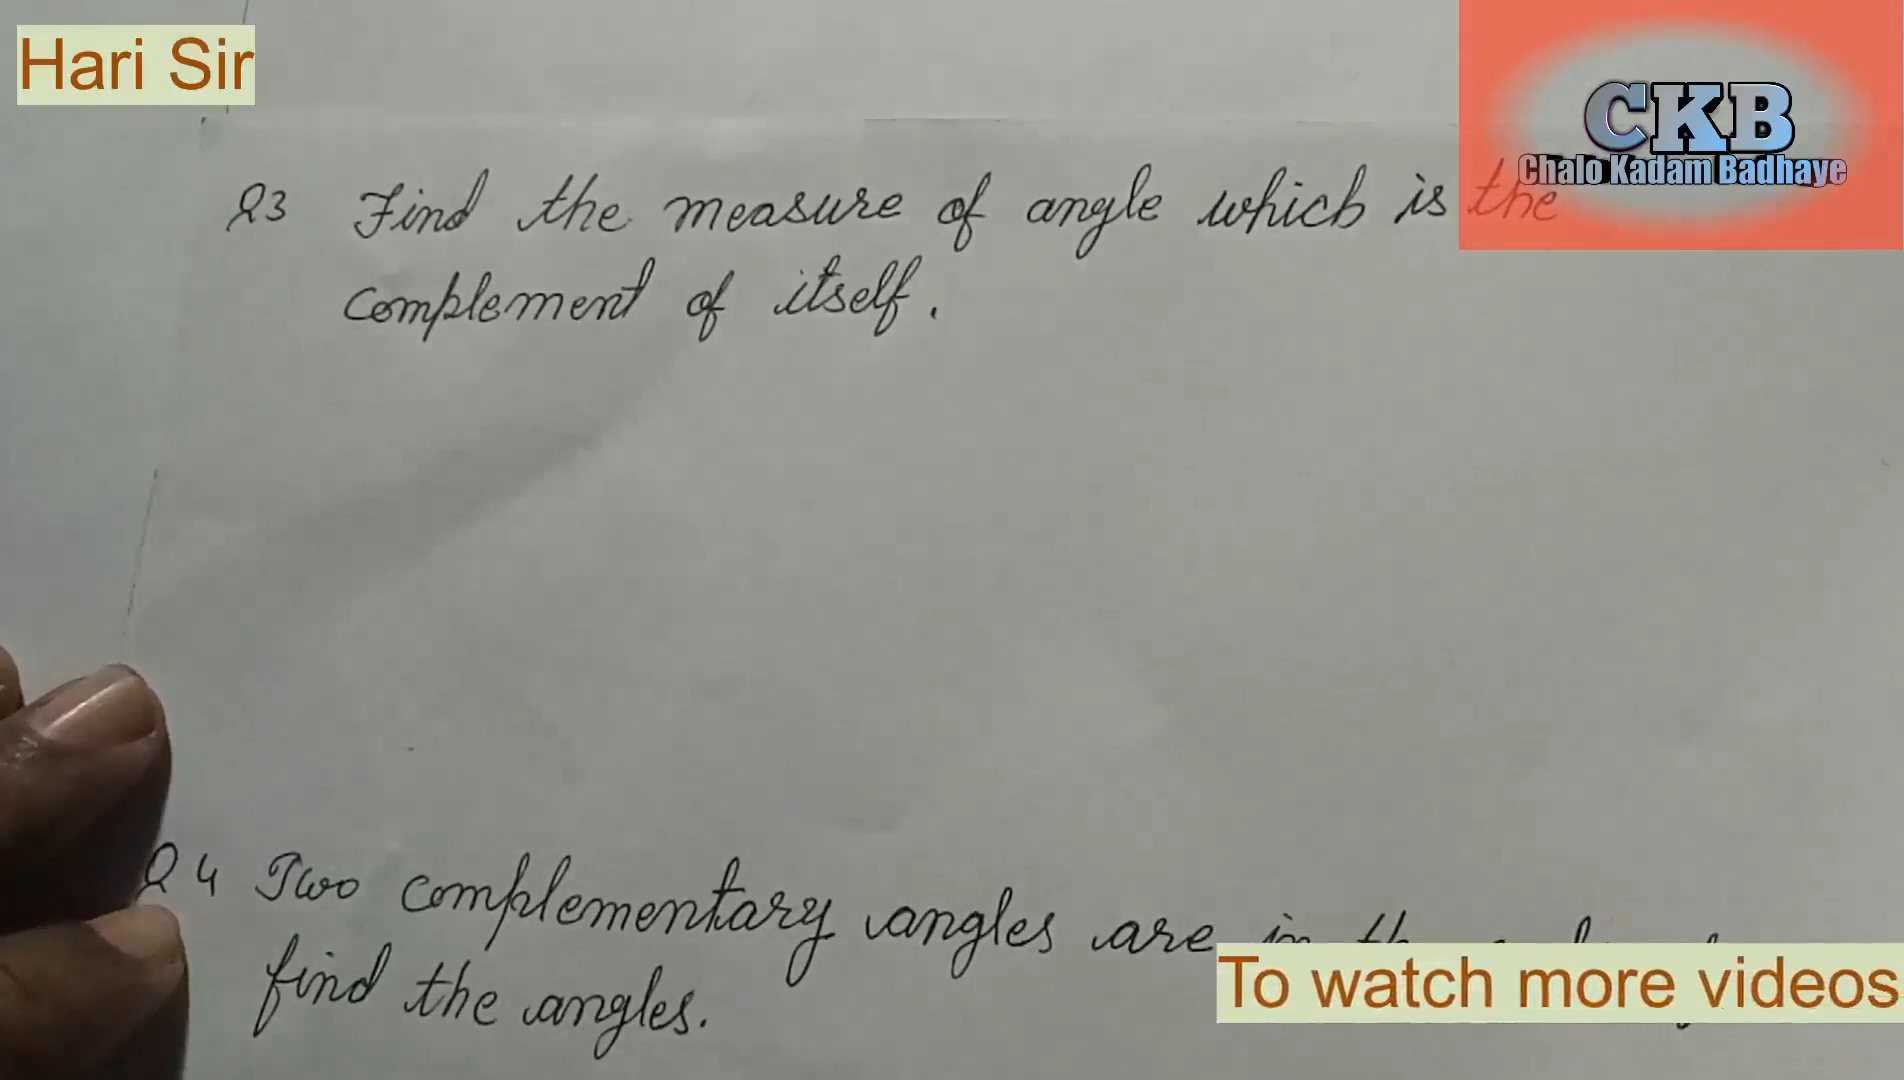 Hari Sir
CKB
Chalo Kadam Badhaye
Q3 Find the measure of angle which is the
complement of itself.
Q4 Two complementary angles are in
find the angles.
To watch more videos